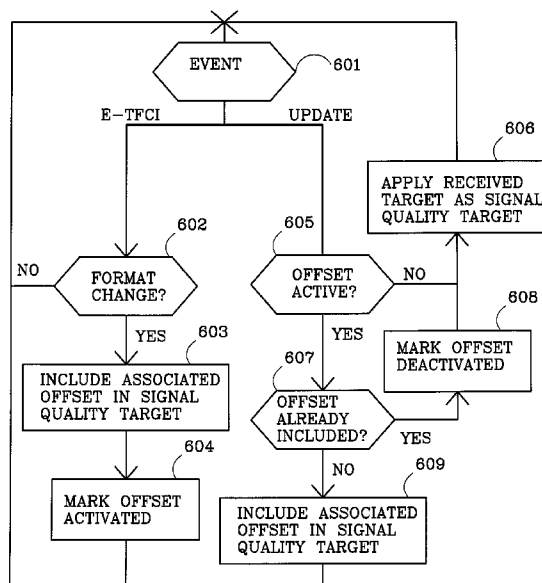 EVENT
601
E-TFCI
UPDATE
606
APPLY RECEIVED
TARGET AS SIGNAL
QUALITY TARGET
602
605
NO
FORMAT
CHANGE?
OFFSET
ACTIVE?
NO
608
YES
603
YES
607
MARK OFFSET
DEACTIVATED
INCLUDE ASSOCIATED
OFFSET IN SIGNAL
QUALITY TARGET
OFFSET
ALREADY
INCLUDED?
YES
604
NO
609
MARK OFFSET
ACTIVATED
INCLUDE ASSOCIATED
OFFSET IN SIGNAL
QUALITY TARGET